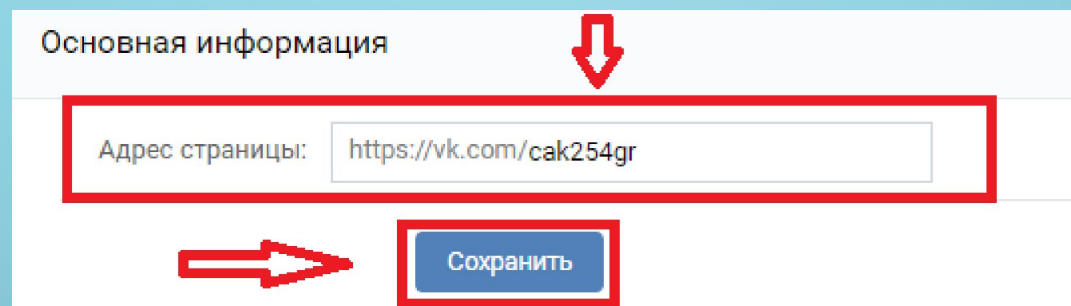 Основная информация
Адрес страницы: https://vk.com/cak254gr
Сохранить